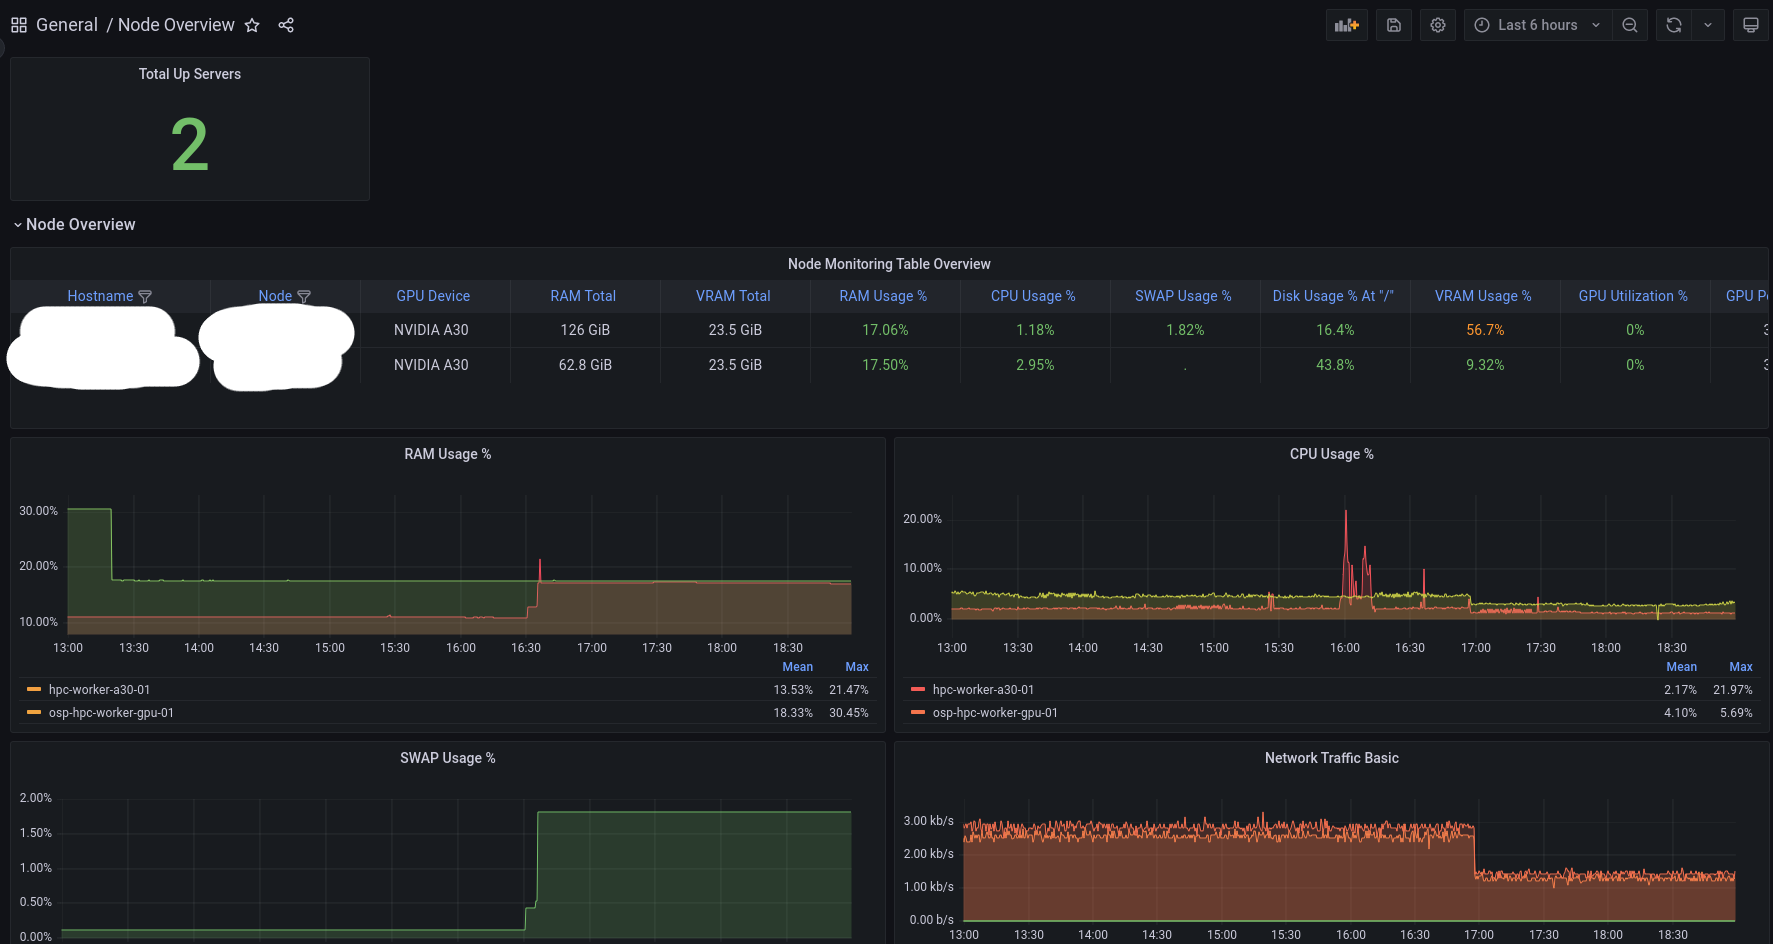 General / Node Overview
Last 6 hours
Total Up Servers
2
Node Overview
Node Monitoring Table Overview
Hostname Node GPU Device RAM Total VRAM Total RAM Usage % CPU Usage % SWAP Usage % Disk Usage % At "/" VRAM Usage % GPU Utilization % GPU
NVIDIA A30 126 GiB 23.5 GiB 17.06% 1.18% 1.82% 16.4% 56.7% 0%
NVIDIA A30 62.8 GiB 23.5 GiB 17.50% 2.95% . 43.8% 9.32% 0%
RAM Usage %
30.00%
20.00%
10.00%
13:00 13:30 14:00 14:30 15:00 15:30 16:00 16:30 17:00 17:30 18:00 18:30
Mean Max
hpc-worker-a30-01 13.53% 21.47%
osp-hpc-worker-gpu-01 18.33% 30.45%
CPU Usage %
20.00%
10.00%
0.00%
13:00 13:30 14:00 14:30 15:00 15:30 16:00 16:30 17:00 17:30 18:00 18:30
Mean Max
hpc-worker-a30-01 2.17% 21.97%
osp-hpc-worker-gpu-01 4.10% 5.69%
SWAP Usage %
2.00%
1.50%
1.00%
0.50%
0.00%
Network Traffic Basic
3.00 kb/s
2.00 kb/s
1.00 kb/s
0.00 b/s
13:00 13:30 14:00 14:30 15:00 15:30 16:00 16:30 17:00 17:30 18:00 18:30